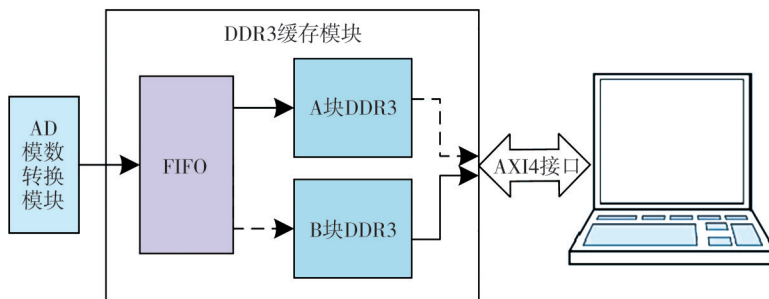 DDR3缓存模块
AD
模数
转换
模块
FIFO
A块DDR3
B块DDR3
AXI4接口